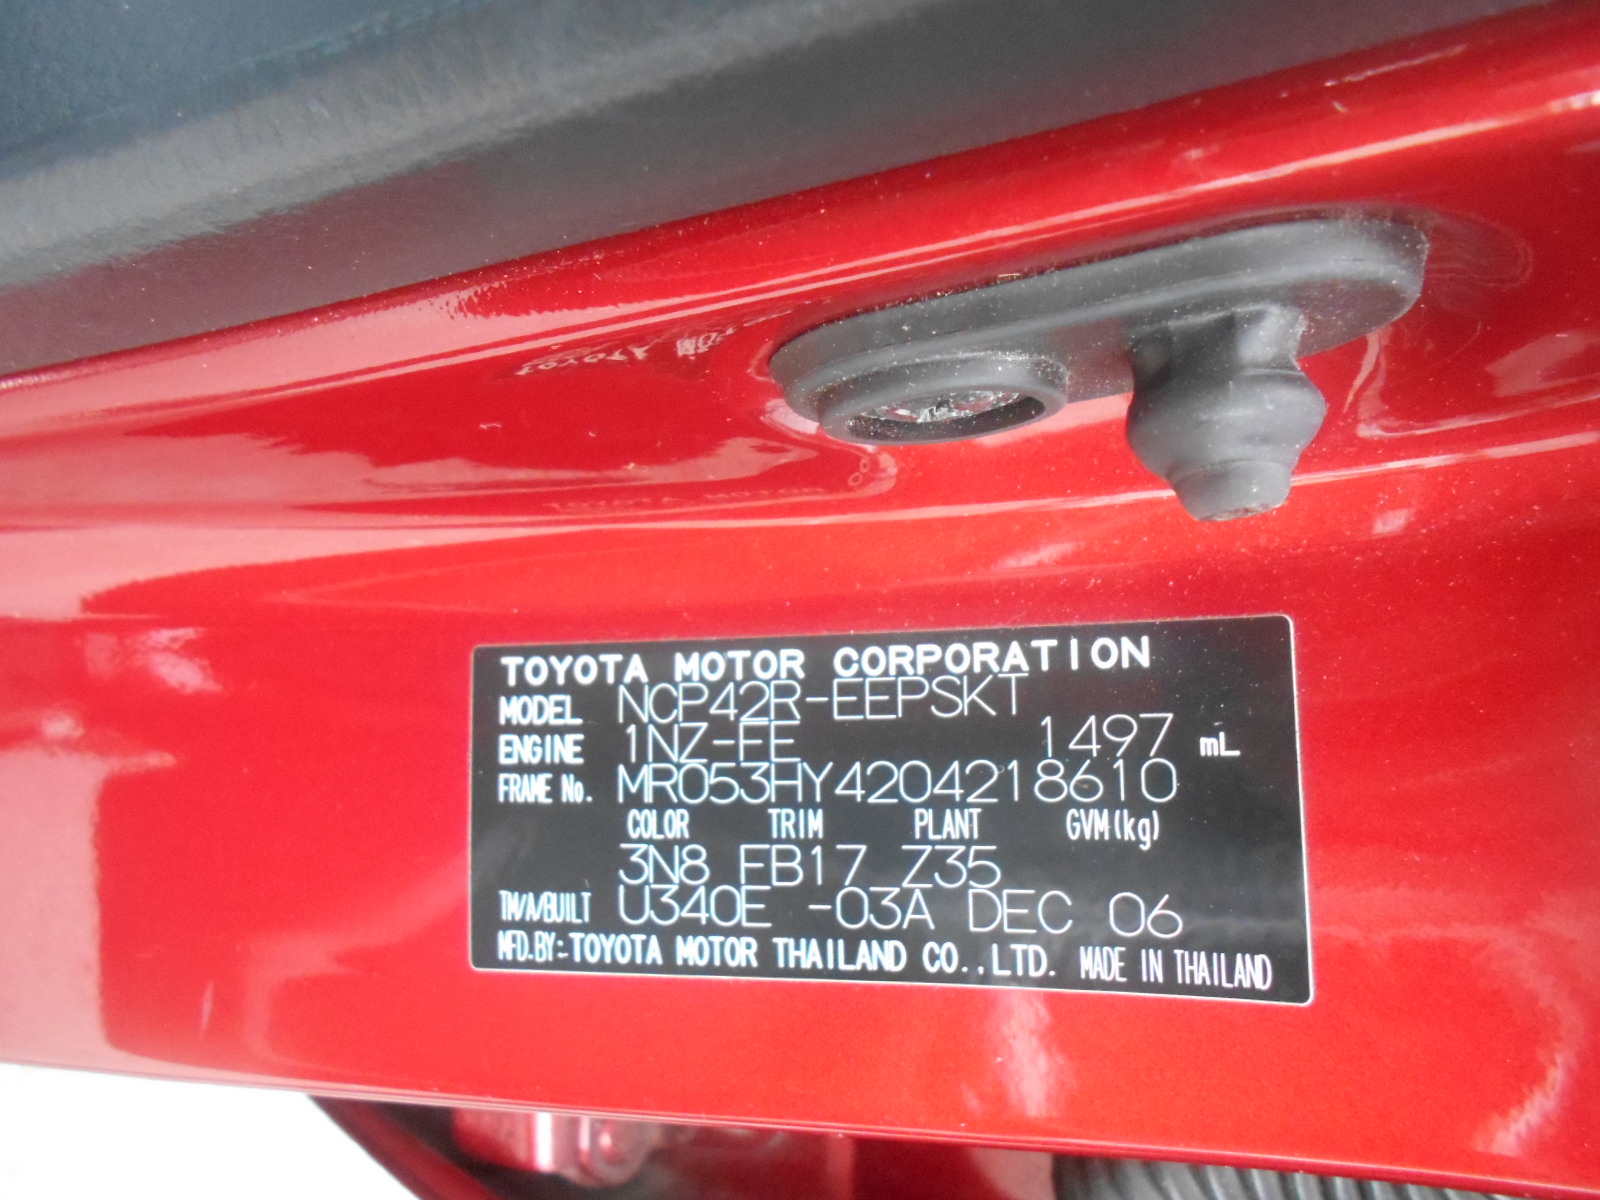 TOYOTA MOTOR CORPORATION
MODEL NCP42R-EEPSKT
ENGINE 1NZ-FE 1497 mL
FRAME No. MR053HY4204218610
COLOR TRIM PLANT GVM(kg)
3N8 FB17 Z35
TM/A/BUILT U340E -03A DEC 06
MFD.BY:-TOYOTA MOTOR THAILAND CO.,LTD. MADE IN THAILAND